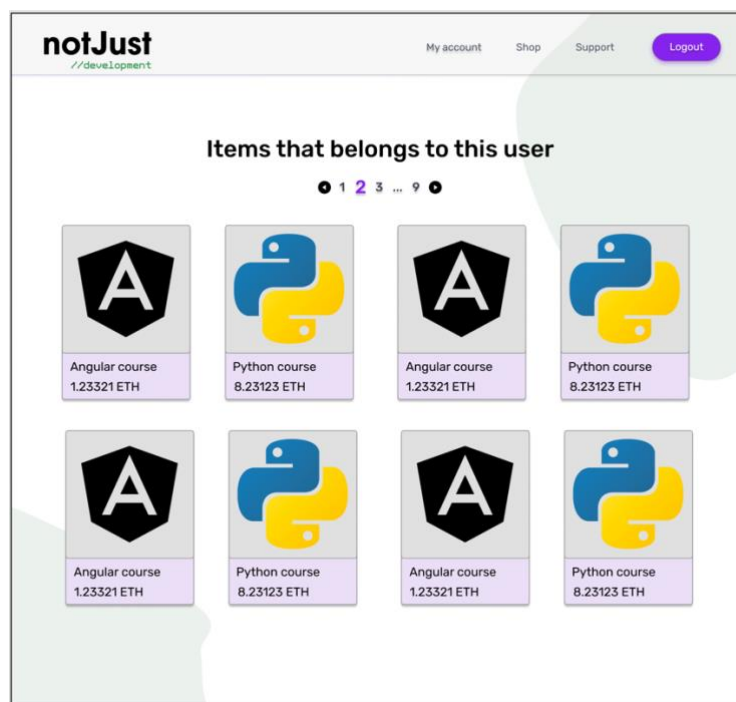 notJust
//development
My account Shop Support Logout
Items that belongs to this user
1 2 3 ... 9
Angular course Python course Angular course Python course
1.23321 ETH 8.23123 ETH 1.23321 ETH 8.23123 ETH
Angular course Python course Angular course Python course
1.23321 ETH 8.23123 ETH 1.23321 ETH 8.23123 ETH